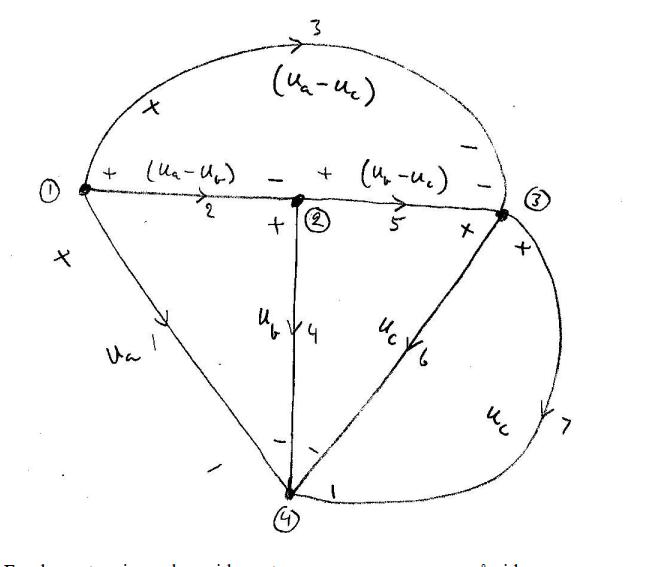 3
(ua-uc)
x
-
① + (ua-ub) - + (ub-uc) - ③
2 + ② 5 x +
x
ub 4 uc 6
ua 1
uc 7
- - - 1
④